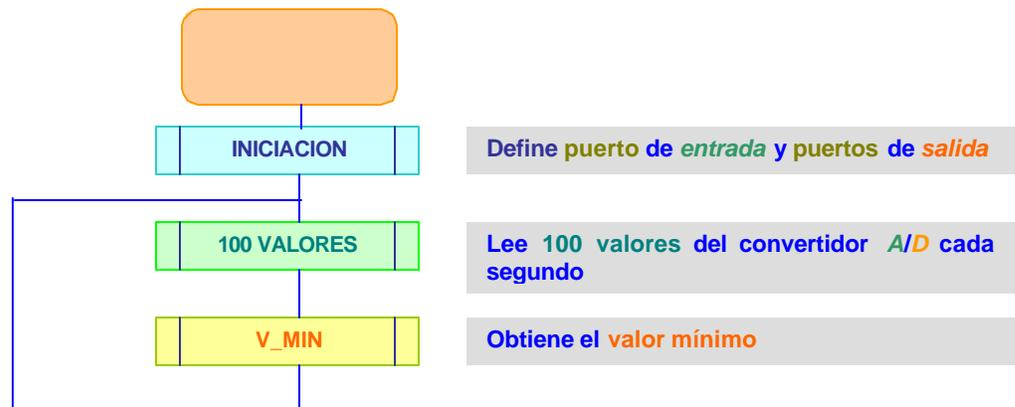 INICIACION
Define puerto de entrada y puertos de salida
100 VALORES
Lee 100 valores del convertidor A/D cada
segundo
V_MIN
Obtiene el valor mínimo